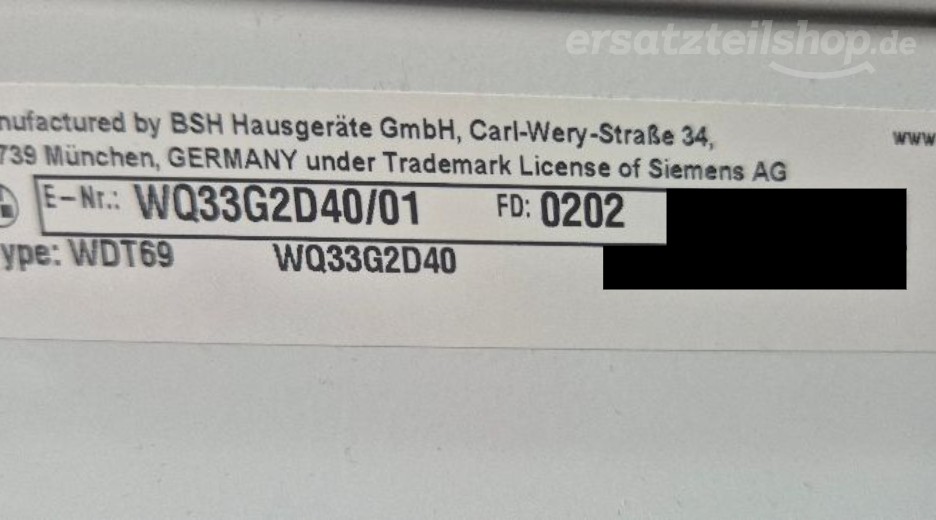 ersatzteilshop.de
nufactured by BSH Hausgeräte GmbH, Carl-Wery-Straße 34,
www
739 München, GERMANY under Trademark License of Siemens AG
E-Nr.: WQ33G2D40/01 FD: 0202
ype: WDT69 WQ33G2D40